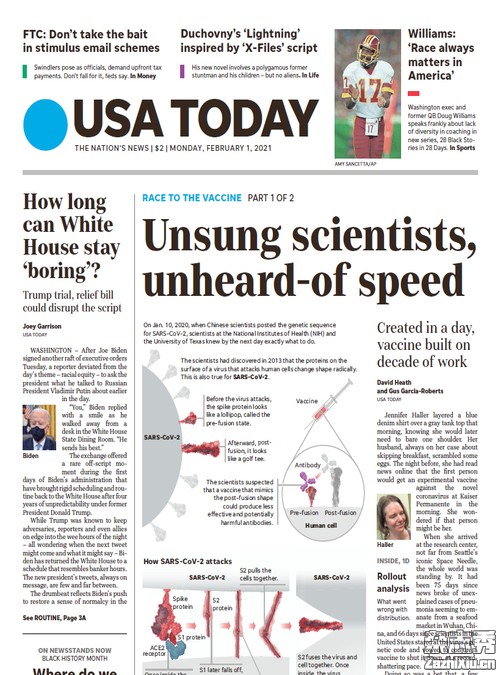 FTC: Don't take the bait
in stimulus email schemes
Swindlers pose as officials, demand upfront tax
payments. Don't fall for it, feds say. In Money
Duchovny's 'Lightning'
inspired by 'X-Files' script
His new novel involves a polygamous former
stuntman and his children – but no aliens. In Life
Williams:
'Race always
matters in
America'
Washington exec and
former QB Doug Williams
speaks frankly about lack
of diversity in coaching in
new series, 28 Black Sto-
ries in 28 Days. In Sports
17
17
AMY SANCETTA/AP
USA TODAY
THE NATION'S NEWS | $2 | MONDAY, FEBRUARY 1, 2021
How long
can White
House stay
'boring'?
Trump trial, relief bill
could disrupt the script
Joey Garrison
USA TODAY
WASHINGTON – After Joe Biden
signed another raft of executive orders
Tuesday, a reporter deviated from the
day's theme – racial equity – to ask the
president what he talked to Russian
President Vladimir Putin about earlier
in the day.
"You," Biden replied
with a smile as he
walked away from a
desk in the White House
State Dining Room. "He
sends his best."
Biden
The exchange offered
a rare off-script mo-
ment during the first
days of Biden's administration that
have brought rigid scheduling and rou-
tine back to the White House after four
years of unpredictability under former
President Donald Trump.
While Trump was known to keep
adversaries, reporters and even allies
on edge into the wee hours of the night
– all wondering when the next tweet
might come and what it might say – Bi-
den has returned the White House to a
schedule that resembles banker hours.
The new president's tweets, always on
message, are few and far between.
The drumbeat reflects Biden's push
to restore a sense of normalcy in the
See ROUTINE, Page 3A
ON NEWSSTANDS NOW
BLACK HISTORY MONTH
Where do we
RACE TO THE VACCINE PART 1 OF 2
Unsung scientists,
unheard-of speed
On Jan. 10, 2020, when Chinese scientists posted the genetic sequence
for SARS-CoV-2, scientists at the National Institutes of Health (NIH) and
the University of Texas knew by the next day exactly what to do.
The scientists had discovered in 2013 that the proteins on the
surface of a virus that attacks human cells change shape radically.
This is also true for SARS-CoV-2.
Before the virus attacks,
the spike protein looks
like a lollipop, called the
pre-fusion state.
SARS-CoV-2
Afterward, post-
fusion, it looks
like a golf tee.
The scientists suspected
that a vaccine that mimics
the post-fusion shape
could produce less
effective and potentially
harmful antibodies.
Vaccine
Antibody
Pre-fusion
Post-fusion
Human cell
How SARS-CoV-2 attacks
SARS-CoV-2
S2 pulls the
cells together.
SARS-CoV-2
Spike
protein
S2
protein
S1 protein
ACE2
receptor
S1 later falls off,
S2 fuses the virus and
cell together. Once
inside, the virus
Once inside the
Created in a day,
vaccine built on
decade of work
David Heath
and Gus Garcia-Roberts
USA TODAY
Jennifer Haller layered a blue
denim shirt over a gray tank top that
morning, knowing she would later
need to bare one shoulder. Her
husband, always on her case about
skipping breakfast, scrambled some
eggs. The night before, she had read
news online that the first person
would get an experimental vaccine
against the novel
coronavirus at Kaiser
Permanente in the
morning. She won-
dered if that person
might be her.
Haller
When she arrived
at the research center,
not far from Seattle's
iconic Space Needle,
the whole world was
standing by. It had
been 75 days since
news broke of unex-
plained cases of pneu-
monia seeming to em-
anate from a seafood
market in Wuhan, Chi-
na, and 66 days since scientists in the
United States
netic code and
vaccine to
shattering pace.
INSIDE, 1D
Rollout
analysis
What went
wrong with
distribution.
Doing so was a bet that, a few
zazhixiu.cn